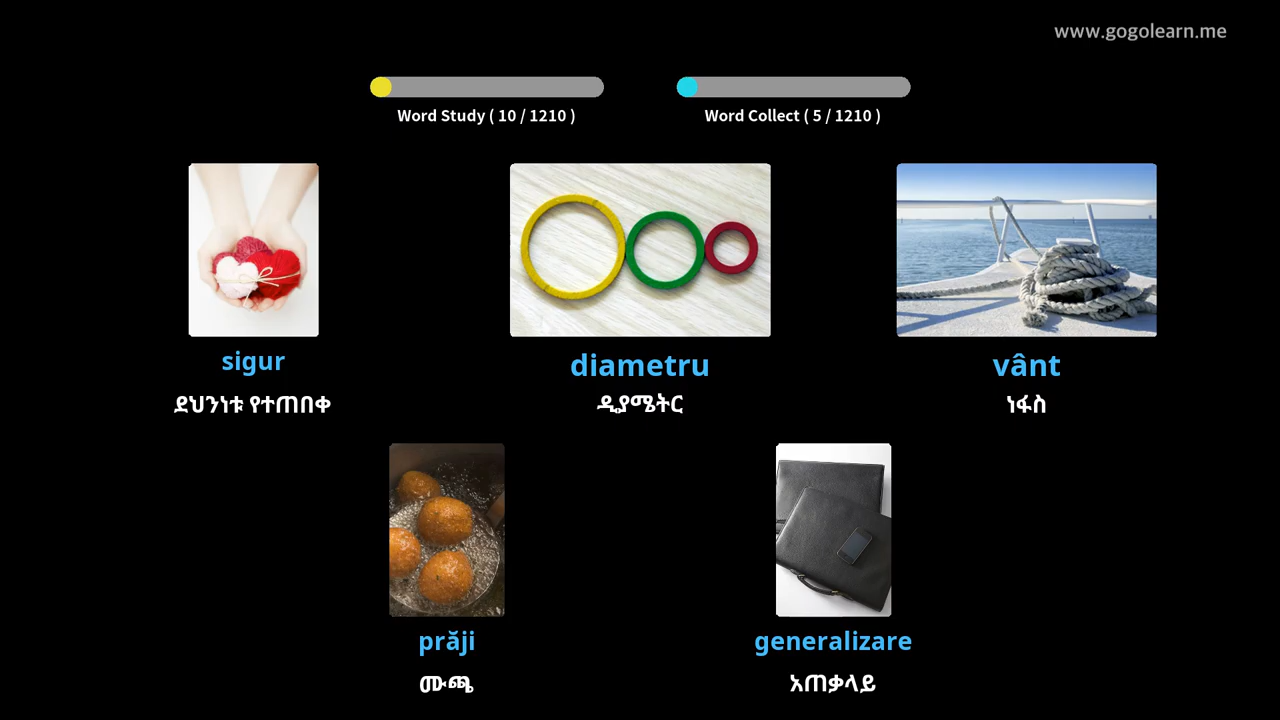 www.gogolearn.me
Word Study ( 10 / 1210 )
Word Collect ( 5 / 1210 )
sigur
ደህንነቱ የተጠበቀ
diametru
ዲያሜትር
vânt
ነፋስ
prăji
ሙጫ
generalizare
አጠቃላይ